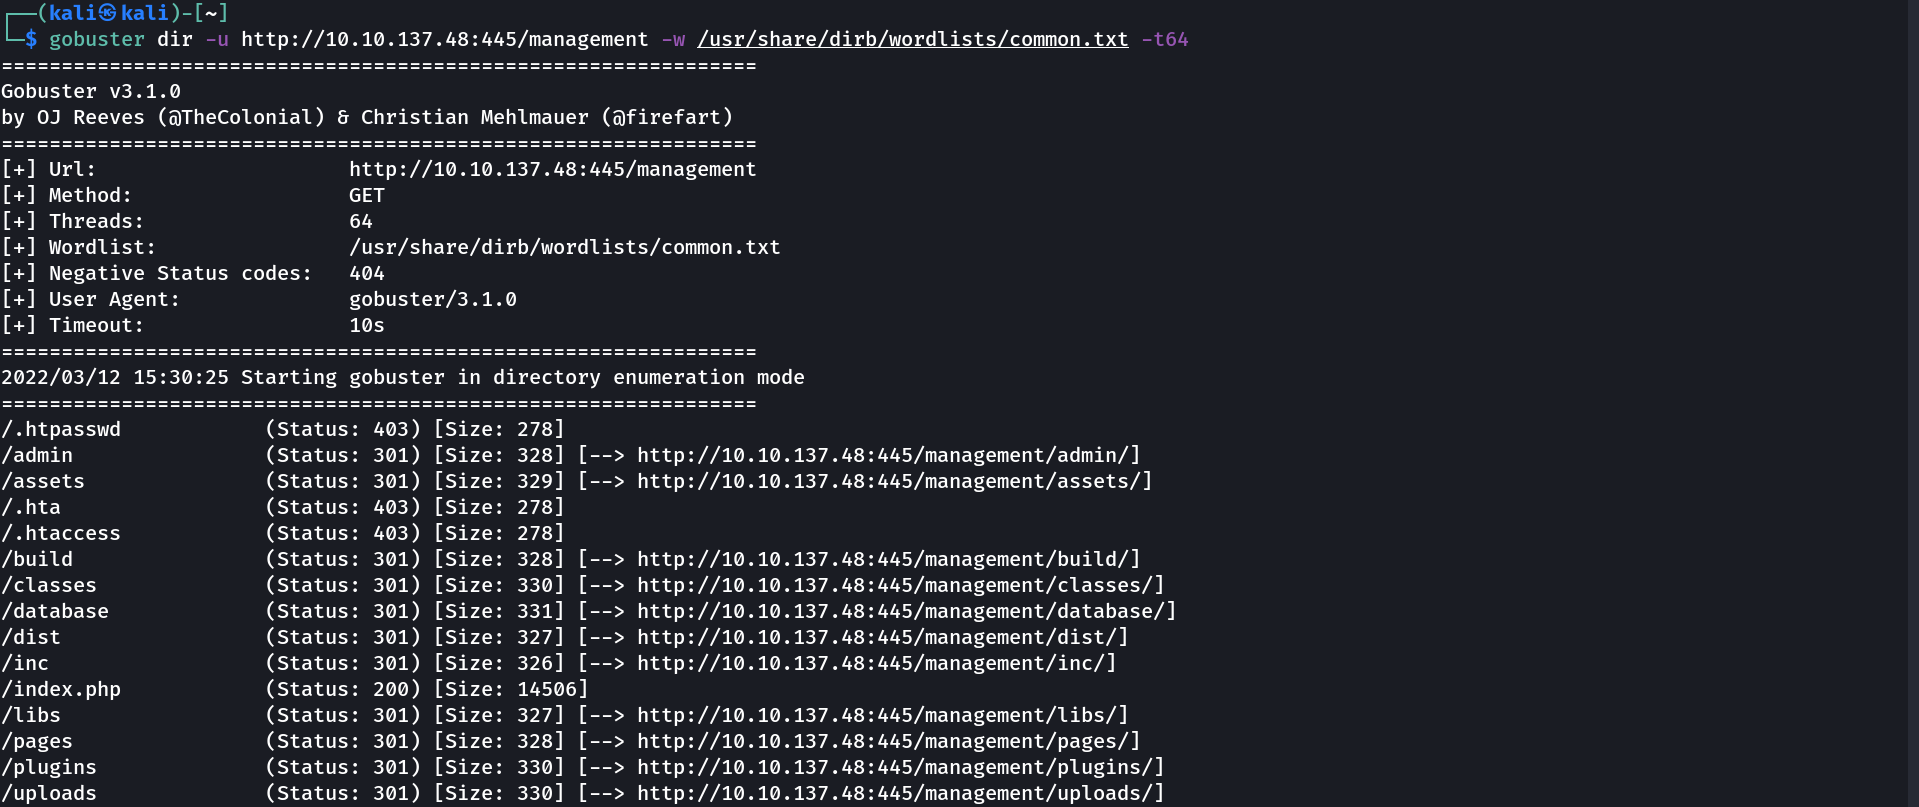 ┌──(kali㉿kali)-[~]
└─$ gobuster dir -u http://10.10.137.48:445/management -w /usr/share/dirb/wordlists/common.txt -t64
===============================================================
Gobuster v3.1.0
by OJ Reeves (@TheColonial) & Christian Mehlmauer (@firefart)
===============================================================
[+] Url:                     http://10.10.137.48:445/management
[+] Method:                  GET
[+] Threads:                 64
[+] Wordlist:                /usr/share/dirb/wordlists/common.txt
[+] Negative Status codes:   404
[+] User Agent:              gobuster/3.1.0
[+] Timeout:                 10s
===============================================================
2022/03/12 15:30:25 Starting gobuster in directory enumeration mode
===============================================================
/.htpasswd            (Status: 403) [Size: 278]
/admin                (Status: 301) [Size: 328] [--> http://10.10.137.48:445/management/admin/]
/assets               (Status: 301) [Size: 329] [--> http://10.10.137.48:445/management/assets/]
/.hta                 (Status: 403) [Size: 278]
/.htaccess            (Status: 403) [Size: 278]
/build                (Status: 301) [Size: 328] [--> http://10.10.137.48:445/management/build/]
/classes              (Status: 301) [Size: 330] [--> http://10.10.137.48:445/management/classes/]
/database             (Status: 301) [Size: 331] [--> http://10.10.137.48:445/management/database/]
/dist                 (Status: 301) [Size: 327] [--> http://10.10.137.48:445/management/dist/]
/inc                  (Status: 301) [Size: 326] [--> http://10.10.137.48:445/management/inc/]
/index.php            (Status: 200) [Size: 14506]
/libs                 (Status: 301) [Size: 327] [--> http://10.10.137.48:445/management/libs/]
/pages                (Status: 301) [Size: 328] [--> http://10.10.137.48:445/management/pages/]
/plugins              (Status: 301) [Size: 330] [--> http://10.10.137.48:445/management/plugins/]
/uploads              (Status: 301) [Size: 330] [--> http://10.10.137.48:445/management/uploads/]